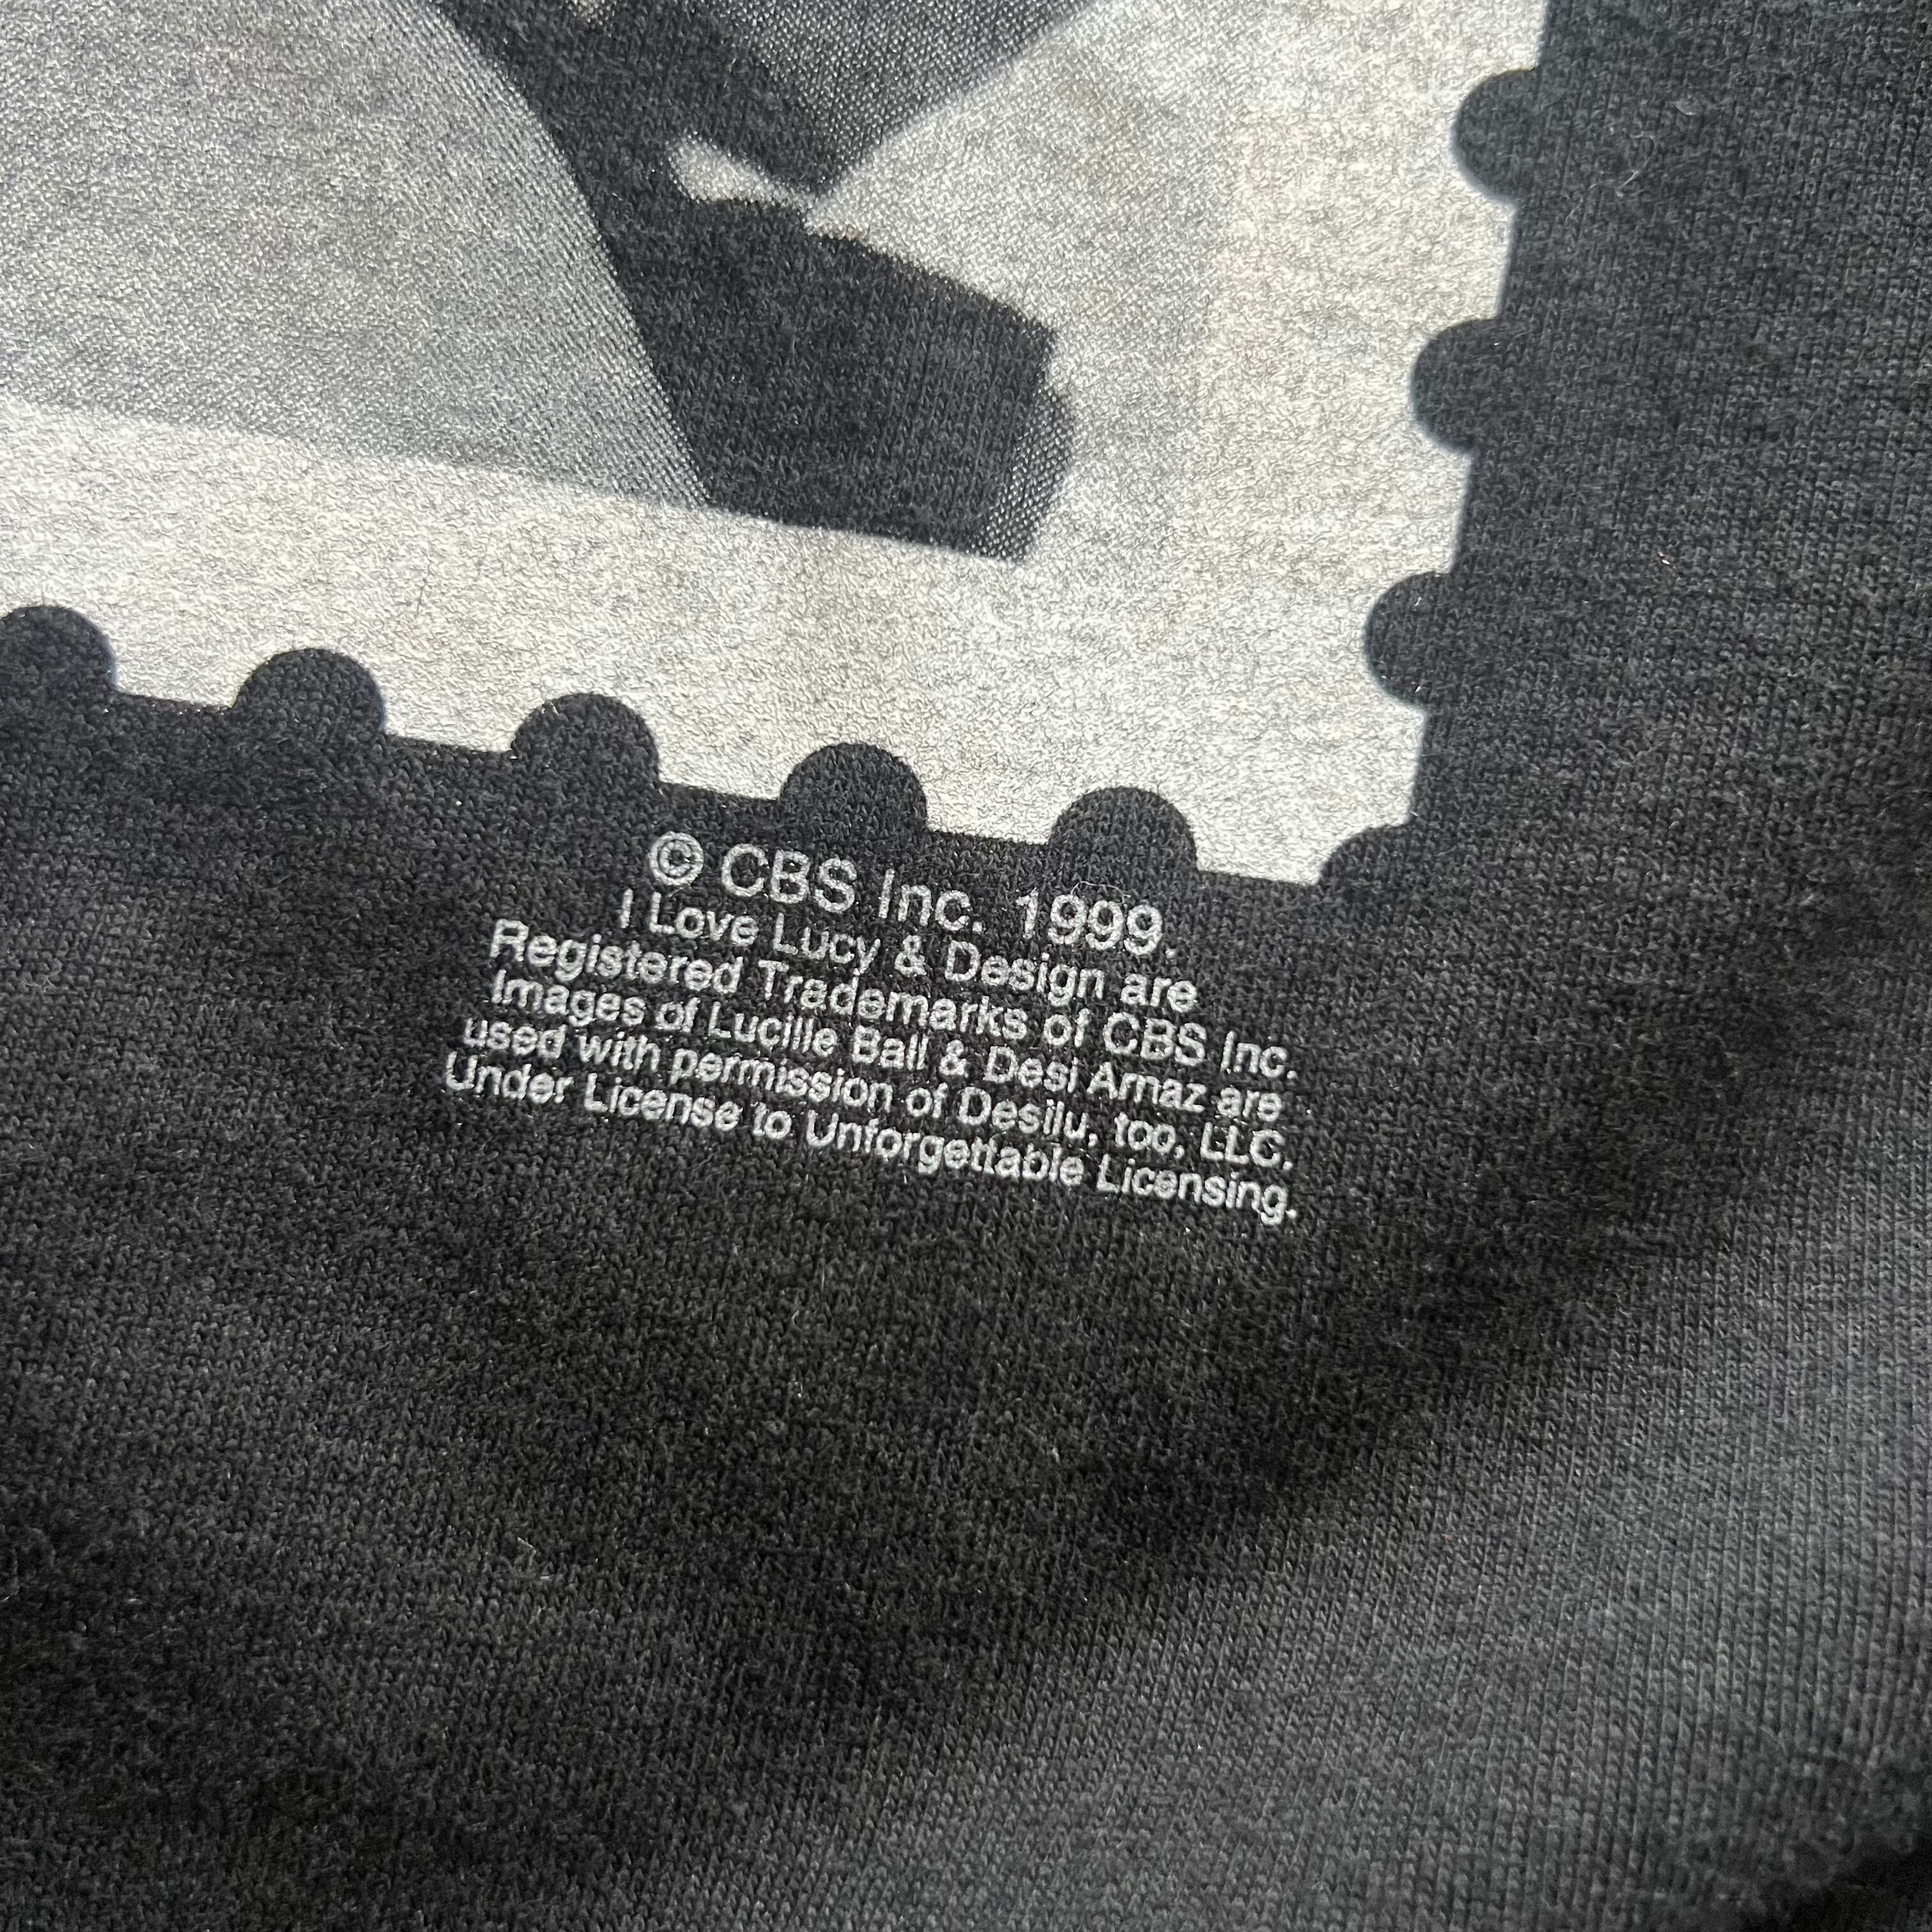 © CBS Inc. 1999.
I Love Lucy & Design are
Registered Trademarks of CBS Inc.
Images of Lucille Ball & Desi Arnaz are
used with permission of Desilu, too, LLC.
Under License to Unforgettable Licensing.